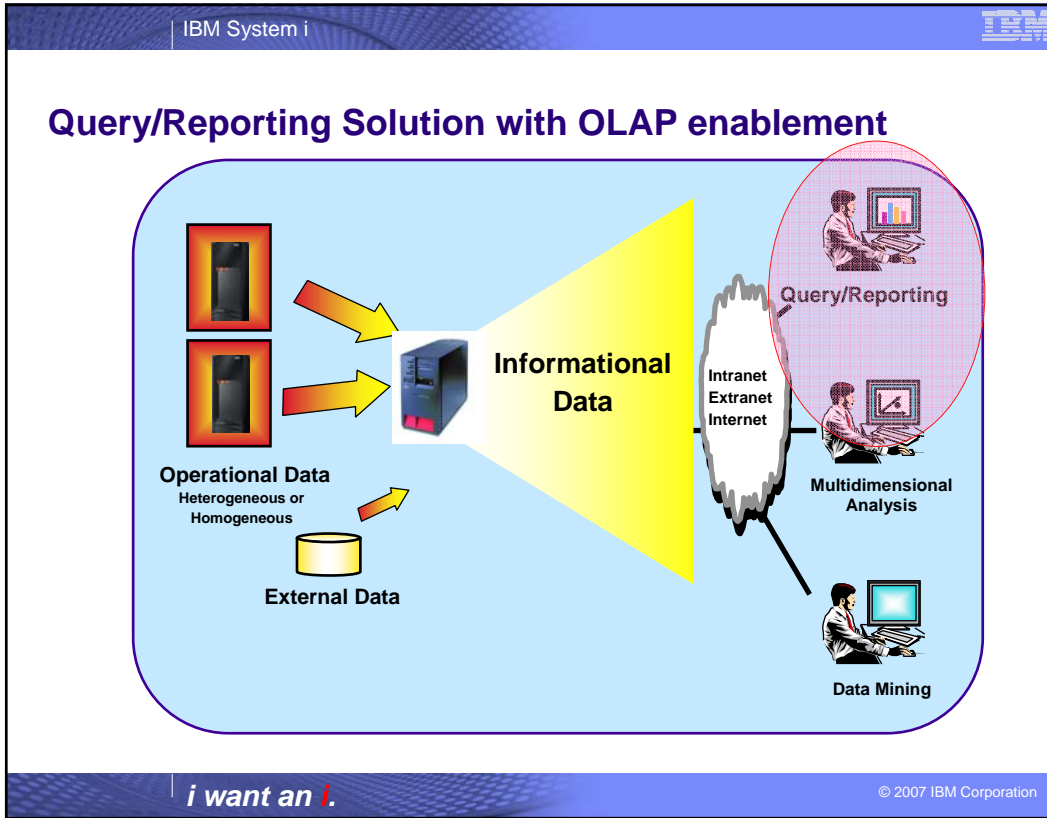 IBM System i
IBM
Query/Reporting Solution with OLAP enablement
Operational Data
Heterogeneous or
Homogeneous
External Data
Informational
Data
Intranet
Extranet
Internet
Query/Reporting
Multidimensional
Analysis
Data Mining
i want an i.
© 2007 IBM Corporation